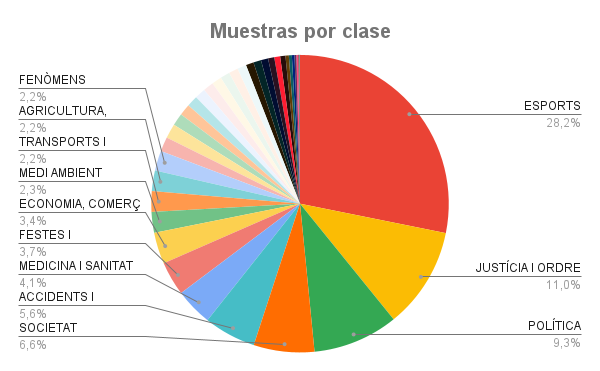 Muestras por clase
FENÒMENS
2,2%
AGRICULTURA,
2,2%
TRANSPORTS I
2,2%
MEDI AMBIENT
2,3%
ECONOMIA, COMERÇ
3,4%
FESTES I
3,7%
MEDICINA I SANITAT
4,1%
ACCIDENTS I
5,6%
SOCIETAT
6,6%
ESPORTS
28,2%
JUSTÍCIA I ORDRE
11,0%
POLÍTICA
9,3%